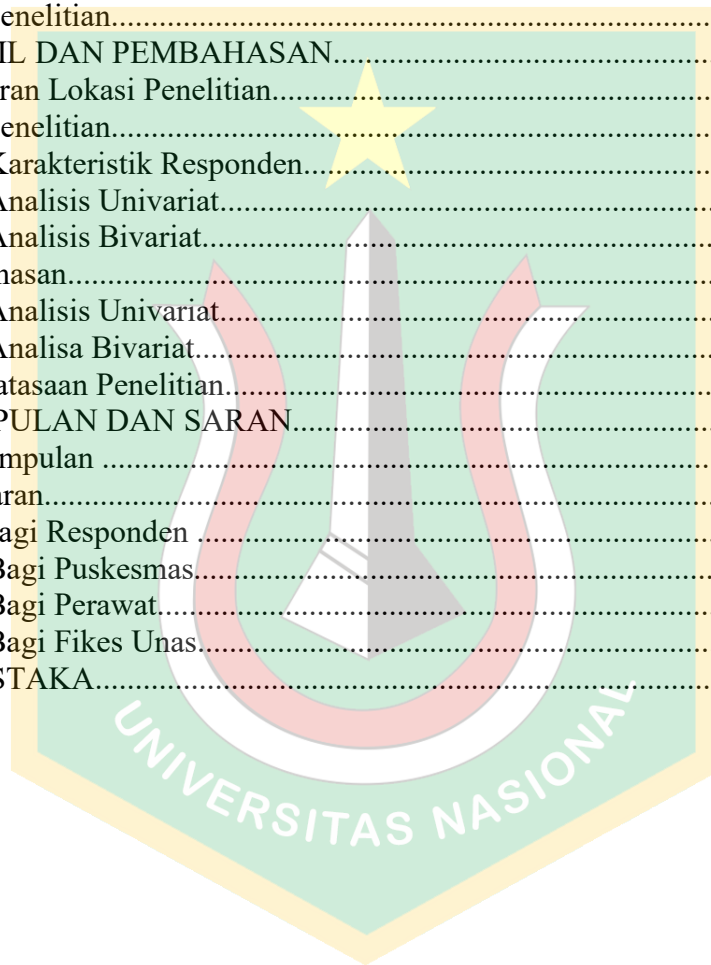 enelitian....................................................................................
IL DAN PEMBAHASAN....................................................
ran Lokasi Penelitian..........................................................
enelitian....................................................................................
Karakteristik Responden......................................................
Analisis Univariat..................................................................
Analisis Bivariat....................................................................
hasan.........................................................................................
Analisis Univariat..................................................................
Analisa Bivariat.....................................................................
atasaan Penelitian..................................................................
PULAN DAN SARAN.........................................................
mpulan ....................................................................................
aran............................................................................................
agi Responden .......................................................................
Bagi Puskesmas.....................................................................
Bagi Perawat..........................................................................
Bagi Fikes Unas.....................................................................
STAKA....................................................................................
UNIVERSITAS NASIONAL